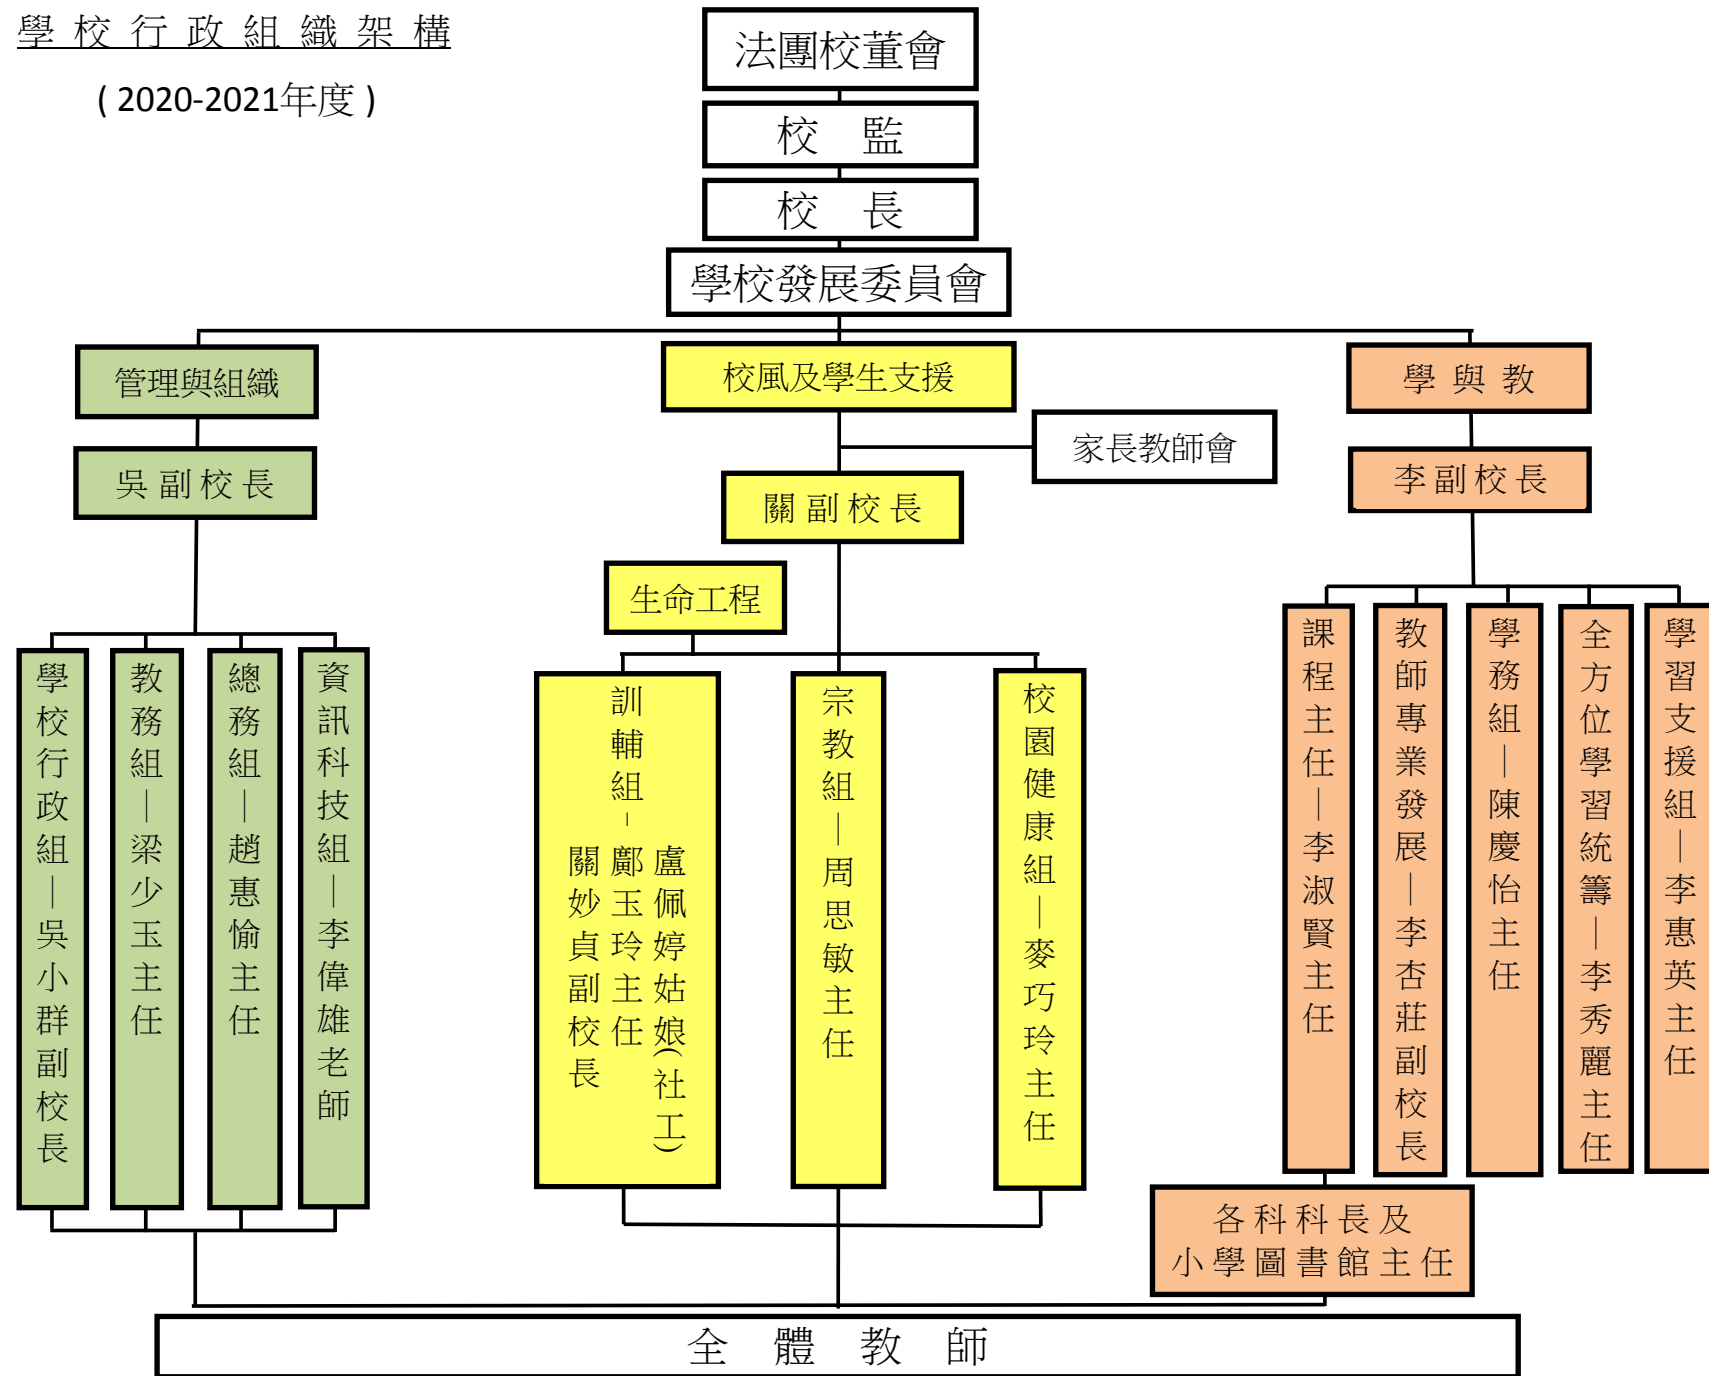 學校行政組織架構
( 2020-2021年度 )
法團校董會
校 監
校 長
學校發展委員會
管理與組織
校風及學生支援
學與教
家長教師會
吳副校長
關副校長
李副校長
生命工程
學校行政組—吳小群副校長
教務組—梁少玉主任
總務組—趙惠愉主任
資訊科技組—李偉雄老師
訓輔組-
盧佩婷姑娘(社工)
鄺玉玲主任
關妙貞副校長
宗教組—周思敏主任
校園健康組—麥巧玲主任
課程主任—李淑賢主任
教師專業發展—李杏莊副校長
學務組—陳慶怡主任
全方位學習統籌—李秀麗主任
學習支援組—李惠英主任
各科科長及
小學圖書館主任
全體教師